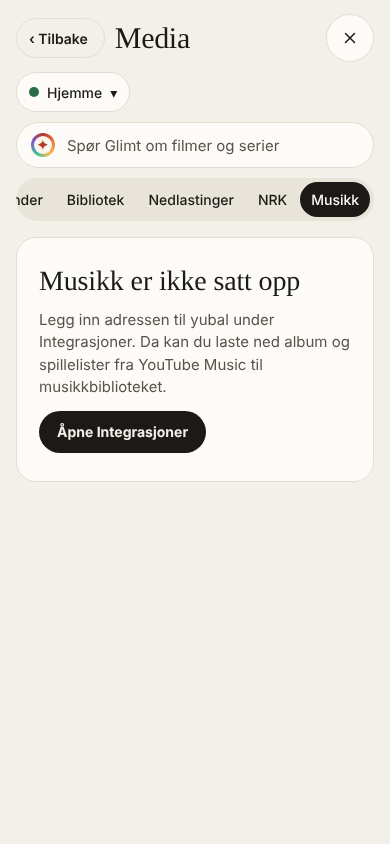 ‹ Tilbake Media ×
Hjemme ▾
Spør Glimt om filmer og serier
nder Bibliotek Nedlastinger NRK Musikk
Musikk er ikke satt opp
Legg inn adressen til yubal under
Integrasjoner. Da kan du laste ned album og
spillelister fra YouTube Music til
musikkbiblioteket.
Åpne Integrasjoner